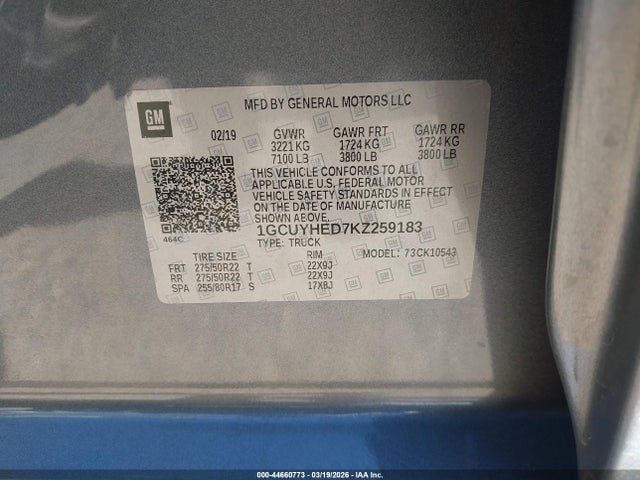 GM
MFD BY GENERAL MOTORS LLC
02/19 GVWR GAWR FRT GAWR RR
3221 KG 1724 KG 1724 KG
7100 LB 3800 LB 3800 LB
THIS VEHICLE CONFORMS TO ALL
APPLICABLE U.S. FEDERAL MOTOR
VEHICLE SAFETY STANDARDS IN EFFECT
ON THE DATE OF MANUFACTURE
SHOWN ABOVE.
464C
1GCUYHED7KZ259183
TYPE: TRUCK MODEL: 73CK10543
TIRE SIZE RIM
FRT 275/50R22 T 22X9J
RR 275/50R22 T 22X9J
SPA 255/80R17 S 17X8J
000-44660773 - 03/19/2026 - IAA Inc.